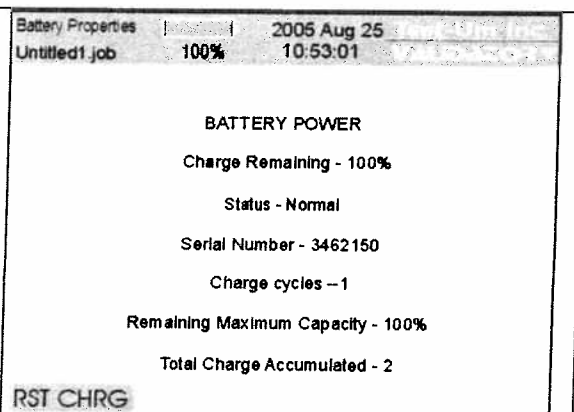 Battery Properties
2005 Aug 25
Untitled1.job 100% 10:53:01
BATTERY POWER
Charge Remaining - 100%
Status - Normal
Serial Number - 3462150
Charge cycles -- 1
Remaining Maximum Capacity - 100%
Total Charge Accumulated - 2
RST CHRG